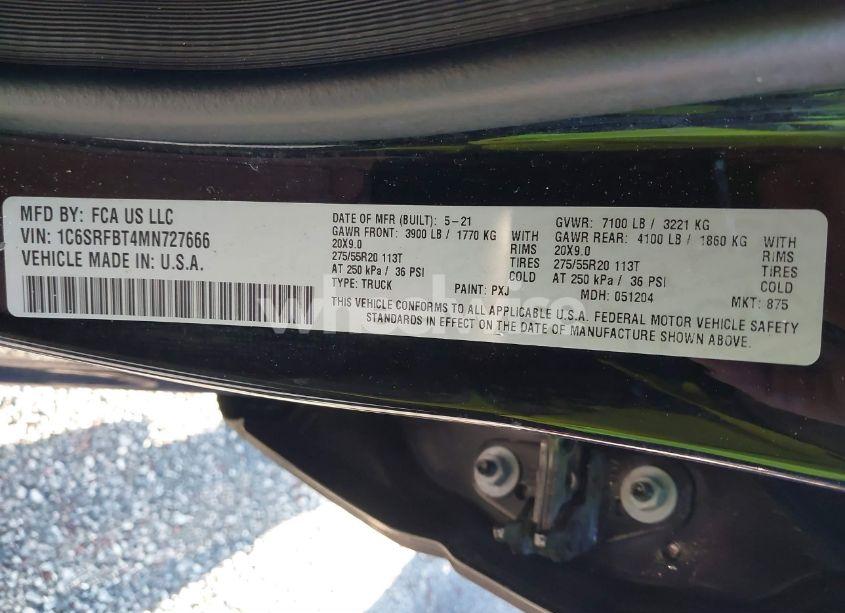 MFD BY: FCA US LLC
VIN: 1C6SRFBT4MN727666
VEHICLE MADE IN: U.S.A.
DATE OF MFR (BUILT): 5-21
GAWR FRONT: 3900 LB / 1770 KG WITH
20X9.0 RIMS
275/55R20 113T TIRES
AT 250 kPa / 36 PSI COLD
TYPE: TRUCK PAINT: PXJ
GVWR: 7100 LB / 3221 KG
GAWR REAR: 4100 LB / 1860 KG WITH
20X9.0 RIMS
275/55R20 113T TIRES
AT 250 kPa / 36 PSI COLD
MDH: 051204 MKT: 875
THIS VEHICLE CONFORMS TO ALL APPLICABLE U.S.A. FEDERAL MOTOR VEHICLE SAFETY
STANDARDS IN EFFECT ON THE DATE OF MANUFACTURE SHOWN ABOVE.